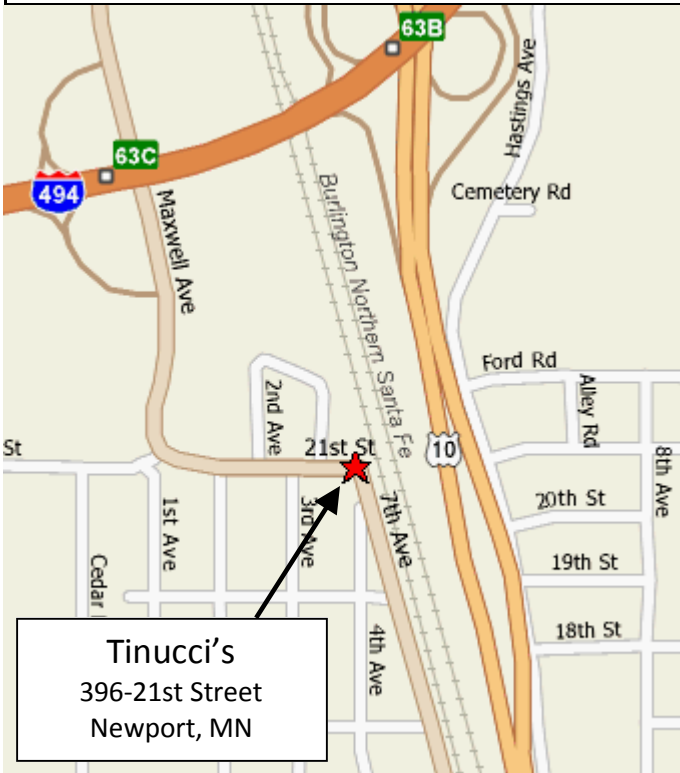 63B
Hastings Ave
63C
494
Cemetery Rd
Maxwell Ave
Burlington Northern Santa Fe
Ford Rd
2nd Ave
Alley Rd
St
21st St
10
8th Ave
1st Ave
3rd Ave
7th Ave
20th St
Cedar
19th St
4th Ave
18th St
Tinucci’s
396-21st Street
Newport, MN